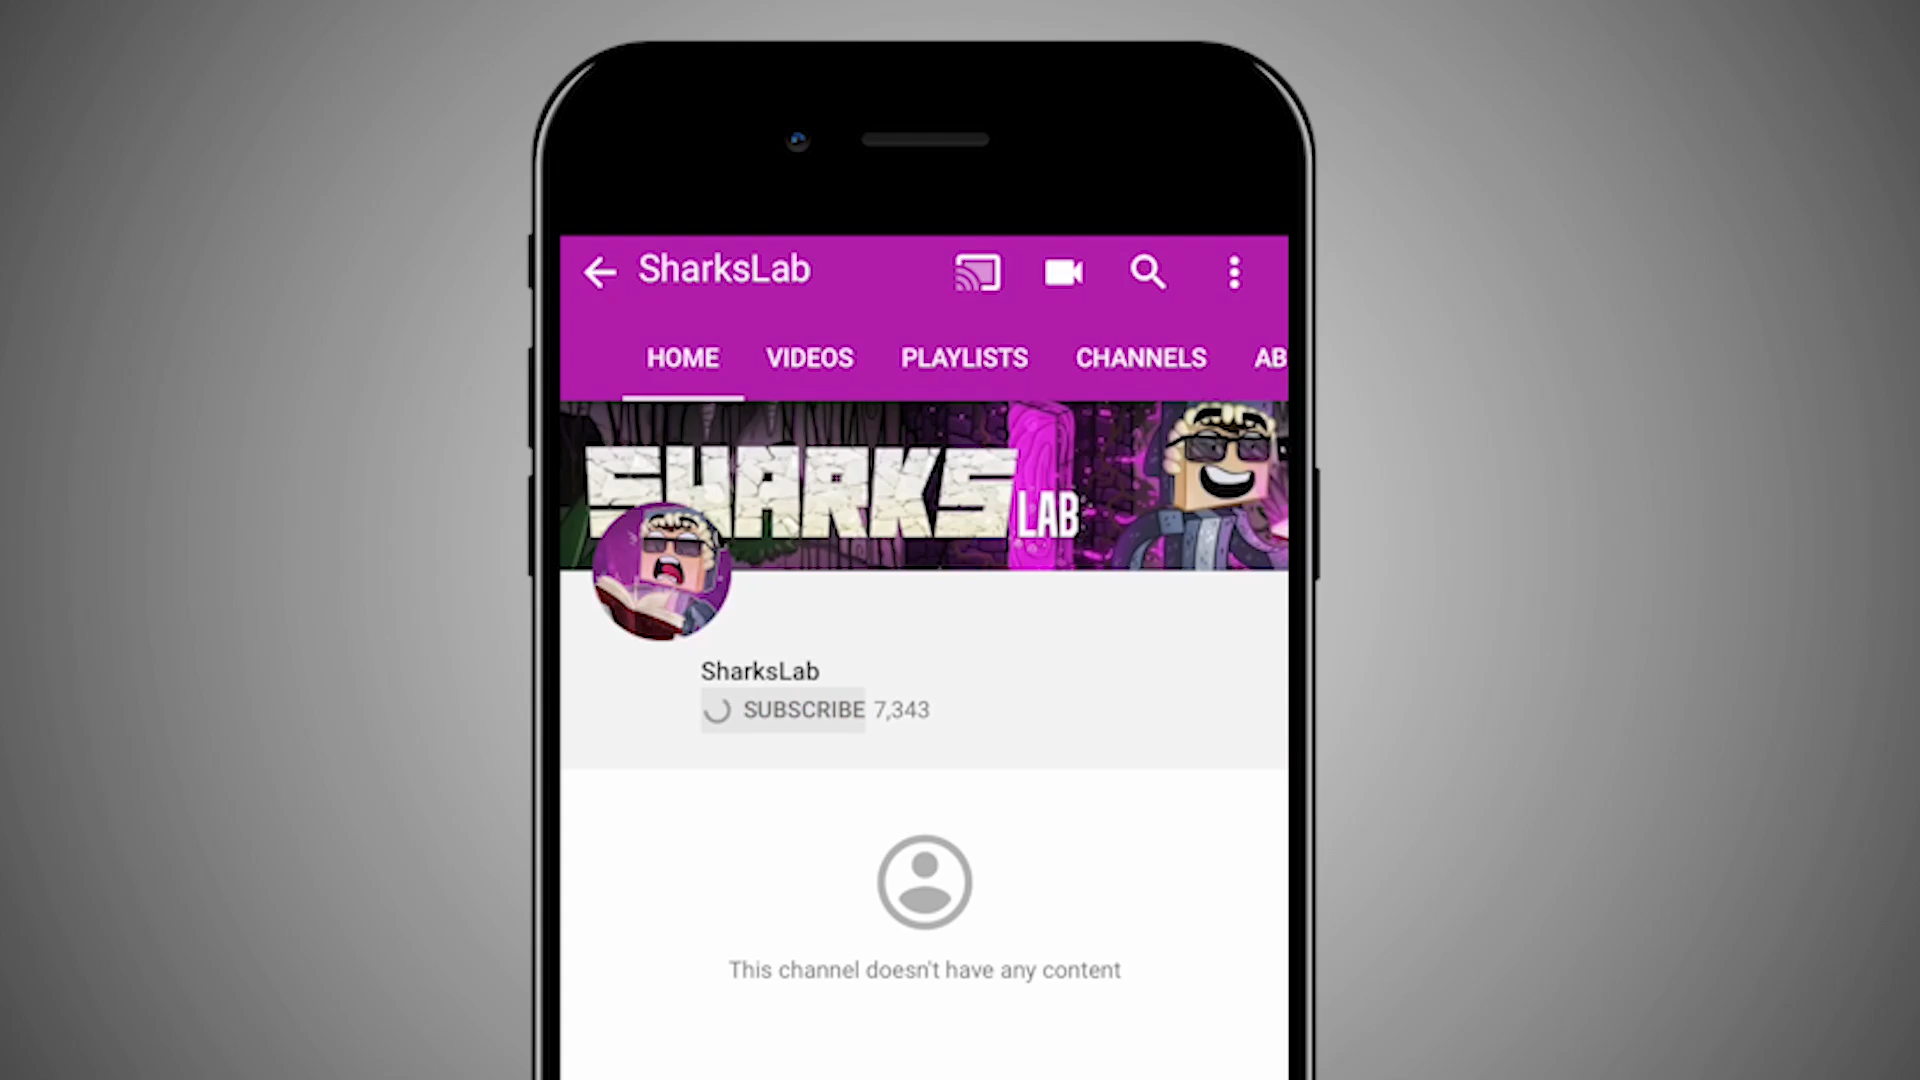 SharksLab
HOME VIDEOS PLAYLISTS CHANNELS AB
SHARKS LAB
SharksLab
SUBSCRIBE 7,343
This channel doesn't have any content